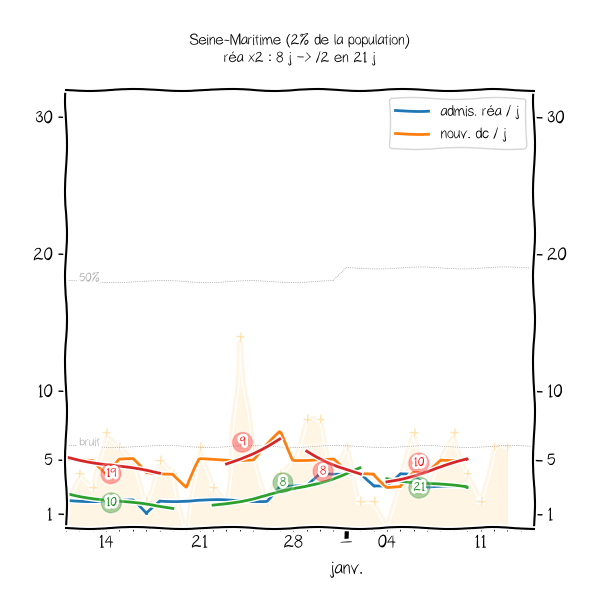 Seine-Maritime (2% de la population)
réa x2 : 8 j -> /2 en 21 j
admis. réa / j
nouv. dc / j
30 30
20 20
50%
10 10
bruit
9
5 5
19 8 10
10 8 21
1 1
14 21 28 1 04 11
janv.